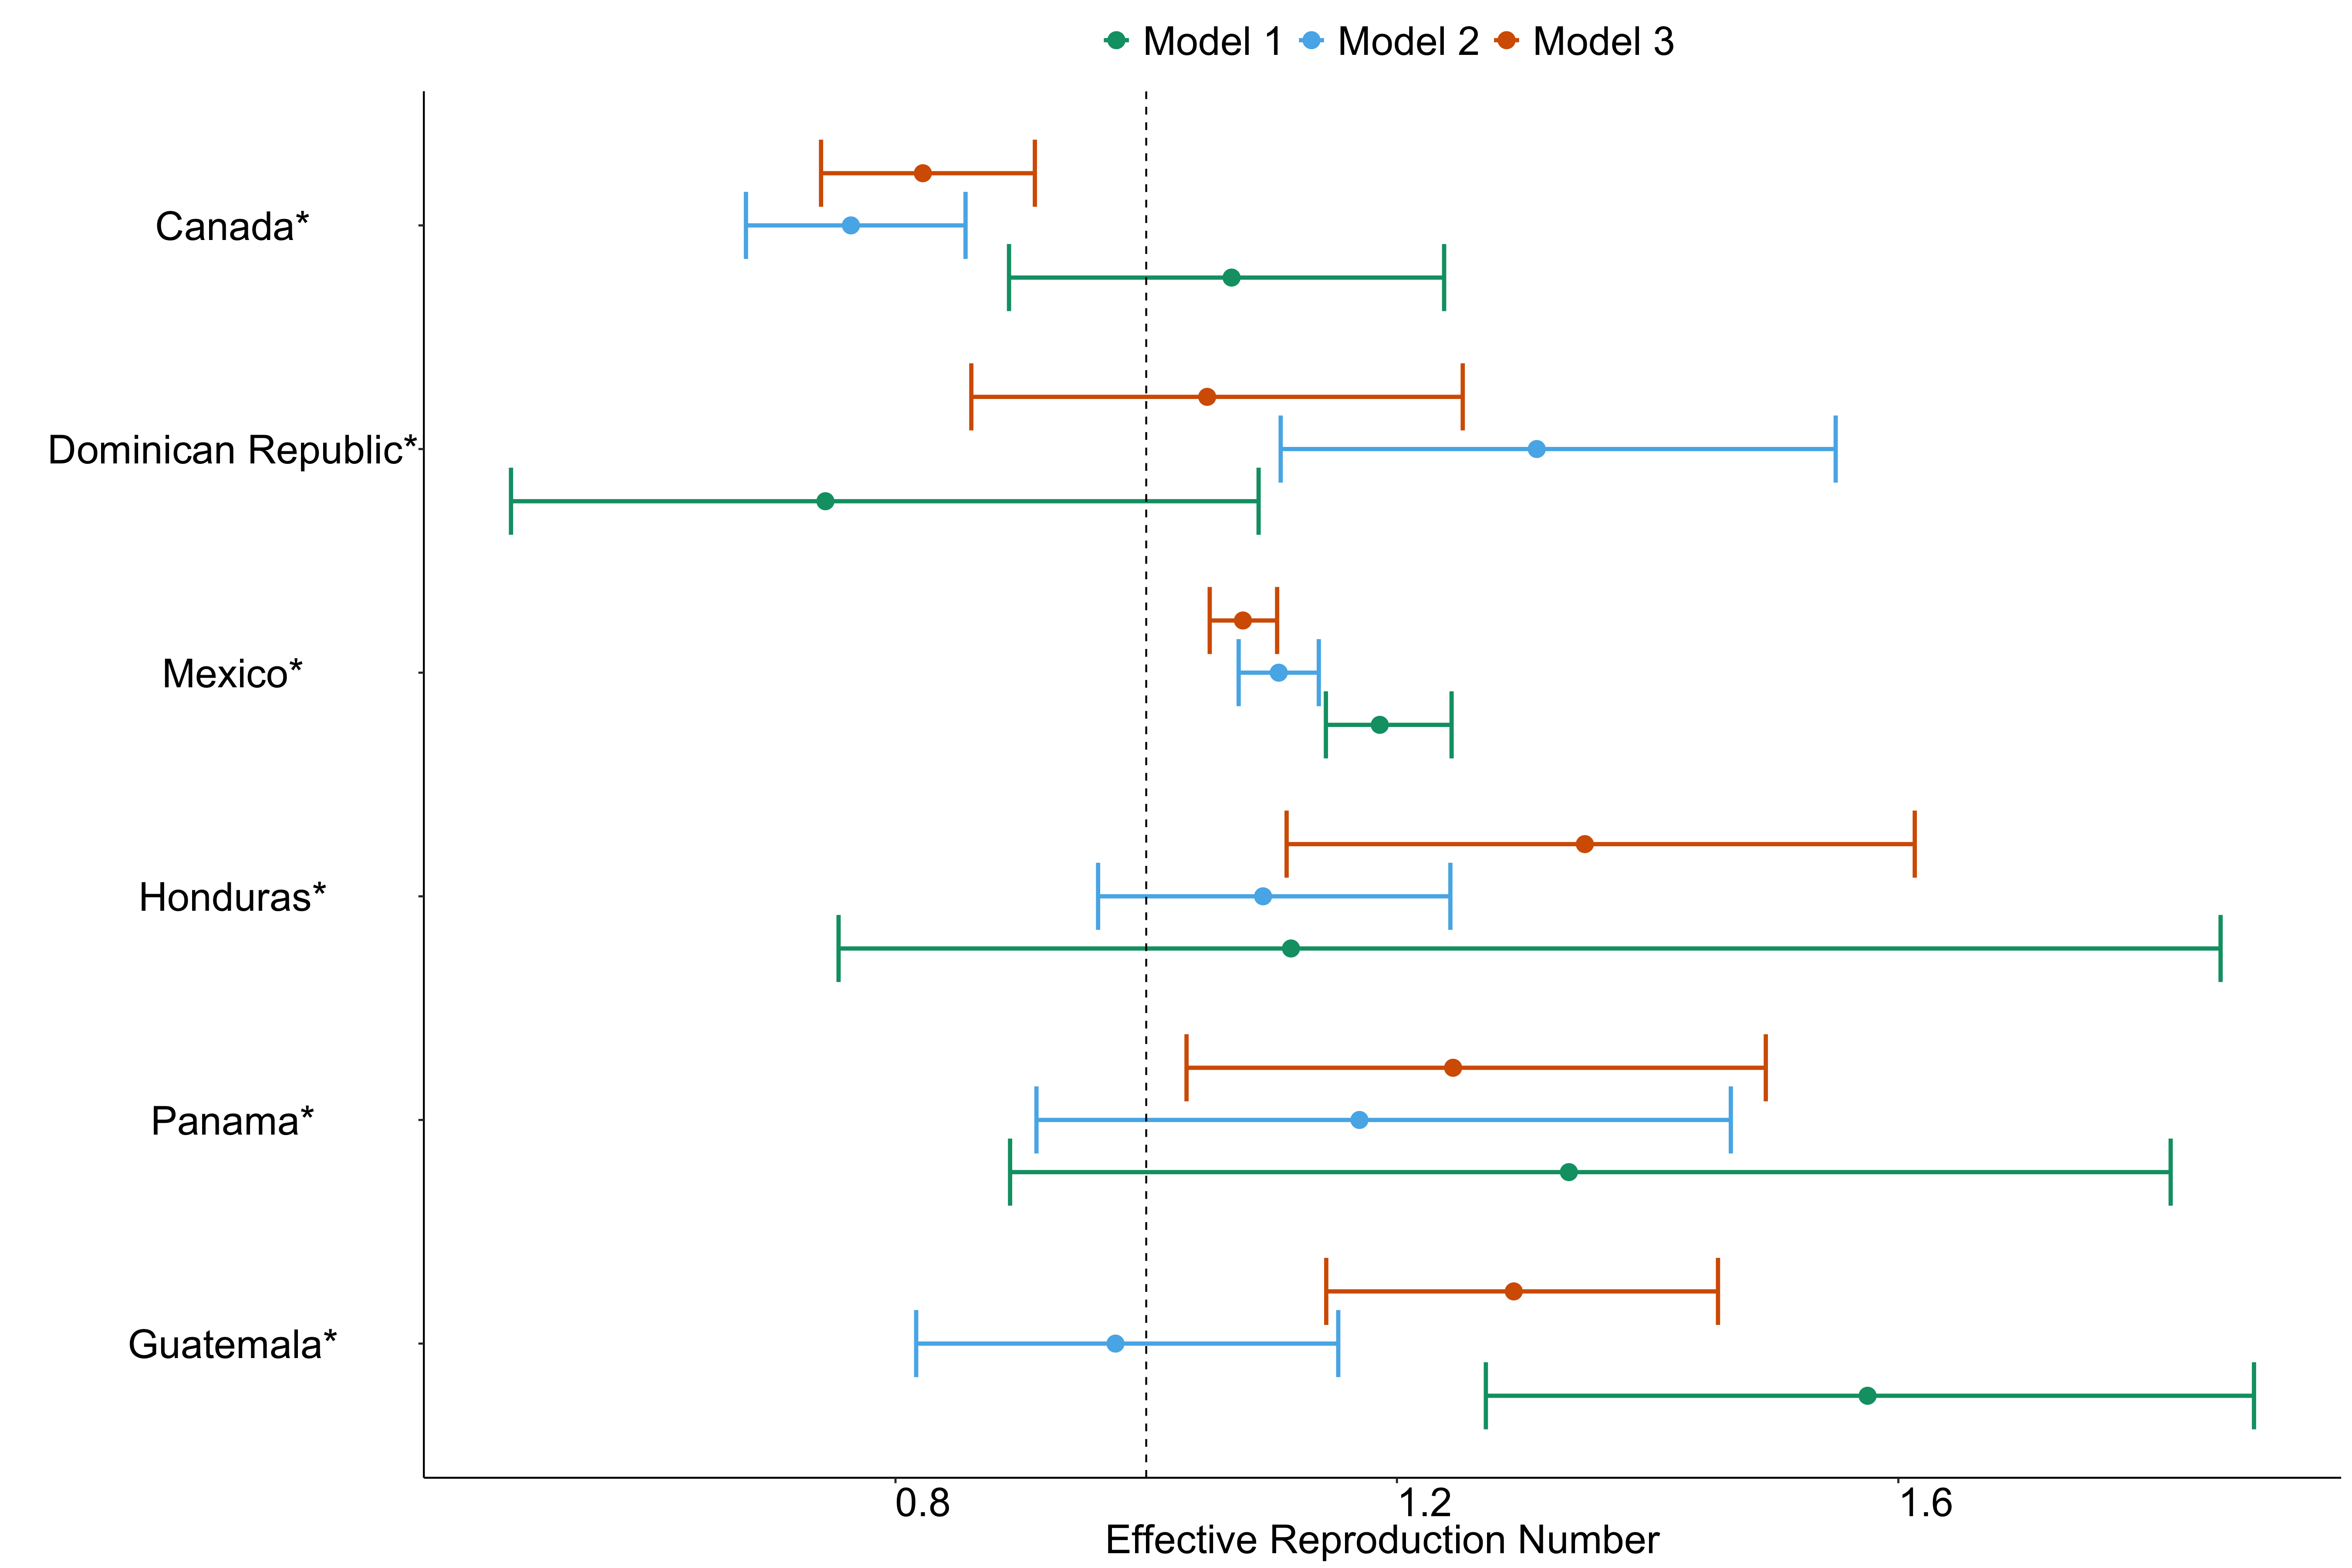 Model 1 Model 2 Model 3
Canada*
Dominican Republic*
Mexico*
Honduras*
Panama*
Guatemala*
0.8 1.2 1.6
Effective Reproduction Number